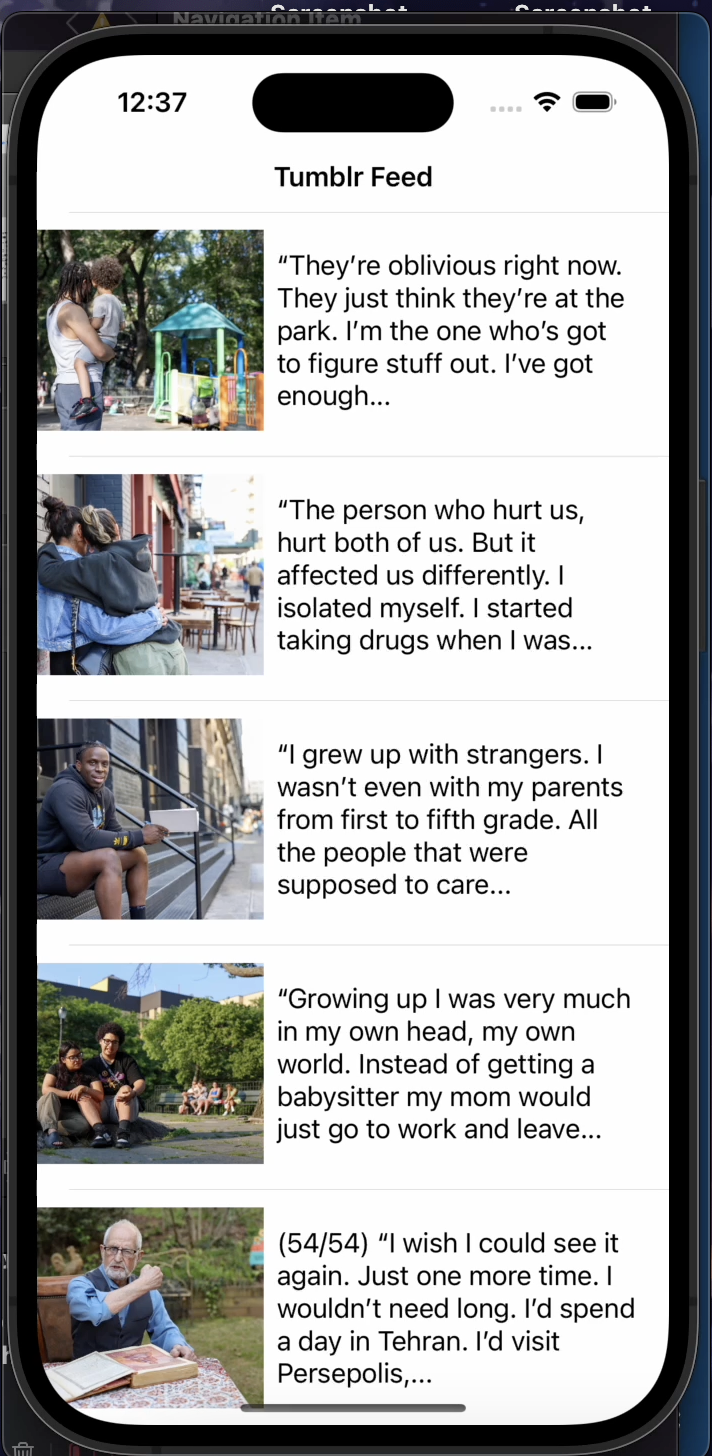 Screenshot
Screenshot
Navigation Item
12:37
Tumblr Feed
“They’re oblivious right now.
They just think they’re at the
park. I’m the one who’s got
to figure stuff out. I’ve got
enough...
“The person who hurt us,
hurt both of us. But it
affected us differently. I
isolated myself. I started
taking drugs when I was...
“I grew up with strangers. I
wasn’t even with my parents
from first to fifth grade. All
the people that were
supposed to care...
“Growing up I was very much
in my own head, my own
world. Instead of getting a
babysitter my mom would
just go to work and leave...
(54/54) “I wish I could see it
again. Just one more time. I
wouldn’t need long. I’d spend
a day in Tehran. I’d visit
Persepolis,...